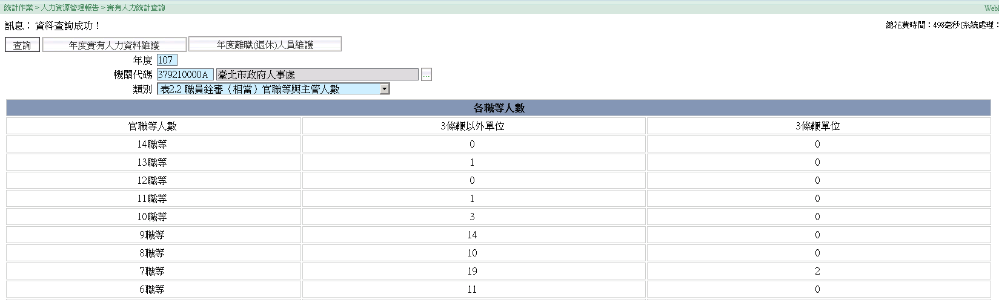 統計作業 > 人力資源管理報告 > 實有人力統計查詢
訊息： 資料查詢成功！
總花費時間：498毫秒(系統處理：
查詢 年度實有人力資料維護 年度離職(退休)人員維護
年度 107
機關代碼 379210000A 臺北市政府人事處 ...
類別 表2.2 職員銓審（相當）官職等與主管人數
各職等人數
官職等人數 3條鞭以外單位 3條鞭單位
14職等 0 0
13職等 1 0
12職等 0 0
11職等 1 0
10職等 3 0
9職等 14 0
8職等 10 0
7職等 19 2
6職等 11 0